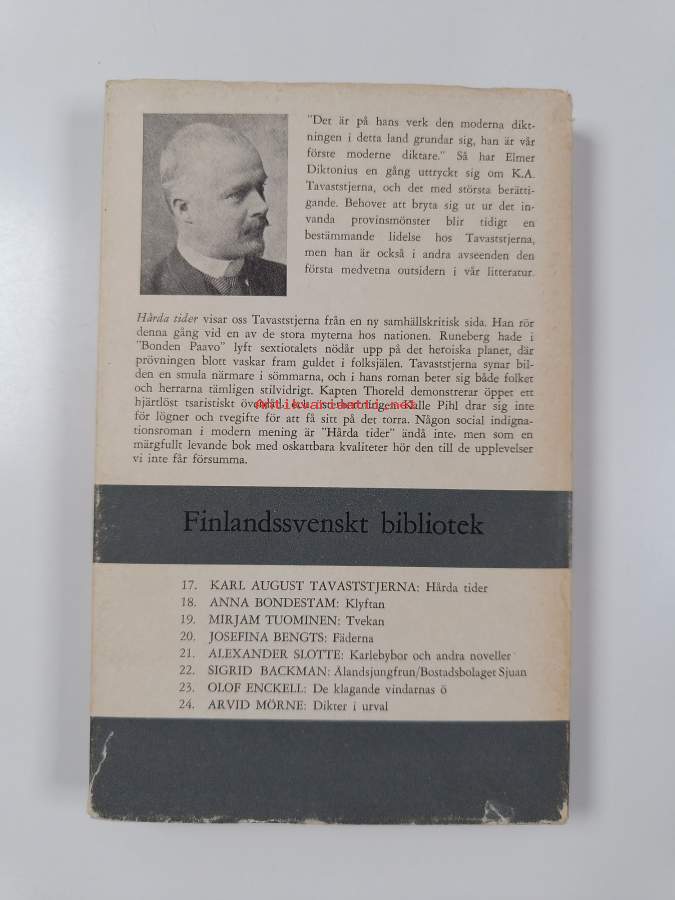 "Det är på hans verk den moderna dikt-
ningen i detta land grundar sig, han är vår
förste moderne diktare." Så har Elmer
Diktonius en gång uttryckt sig om K.A.
Tavaststjerna, och det med största berätti-
gande. Behovet att bryta sig ut ur det in-
vanda provinsmönster blir tidigt en
bestämmande lidelse hos Tavaststjerna,
men han är också i andra avseenden den
första medvetna outsidern i vår litteratur.
Hårda tider visar oss Tavaststjerna från en ny samhällskritisk sida. Han rör
denna gång vid en av de stora myterna hos nationen. Runeberg hade i
"Bonden Paavo" lyft sextiotalets nödår upp på det heroiska planet, där
prövningen blott vaskar fram guldet i folksjälen. Tavaststjerna synar bil-
den en smula närmare i sömmarna, och i hans roman beter sig både folket
och herrarna tämligen stilvidrigt. Kapten Thoreld demonstrerar öppet ett
hjärtlöst tsaristiskt Kalle Pihl drar sig inte
för lögner och tvegifte för att få sitt på det torra. Någon social indigna-
tionsroman i modern mening är "Hårda tider" ändå inte, men som en
märgfullt levande bok med oskattbara kvaliteter hör den till de upplevelser
vi inte får försumma.
Antikvariaatti.net
Finlandssvenskt bibliotek
17. KARL AUGUST TAVASTSTJERNA: Hårda tider
18. ANNA BONDESTAM: Klyftan
19. MIRJAM TUOMINEN: Tvekan
20. JOSEFINA BENGTS: Fäderna
21. ALEXANDER SLOTTE: Karlebybor och andra noveller
22. SIGRID BACKMAN: Ålandsjungfrun/Bostadsbolaget Sjuan
23. OLOF ENCKELL: De klagande vindarnas ö
24. ARVID MÖRNE: Dikter i urval